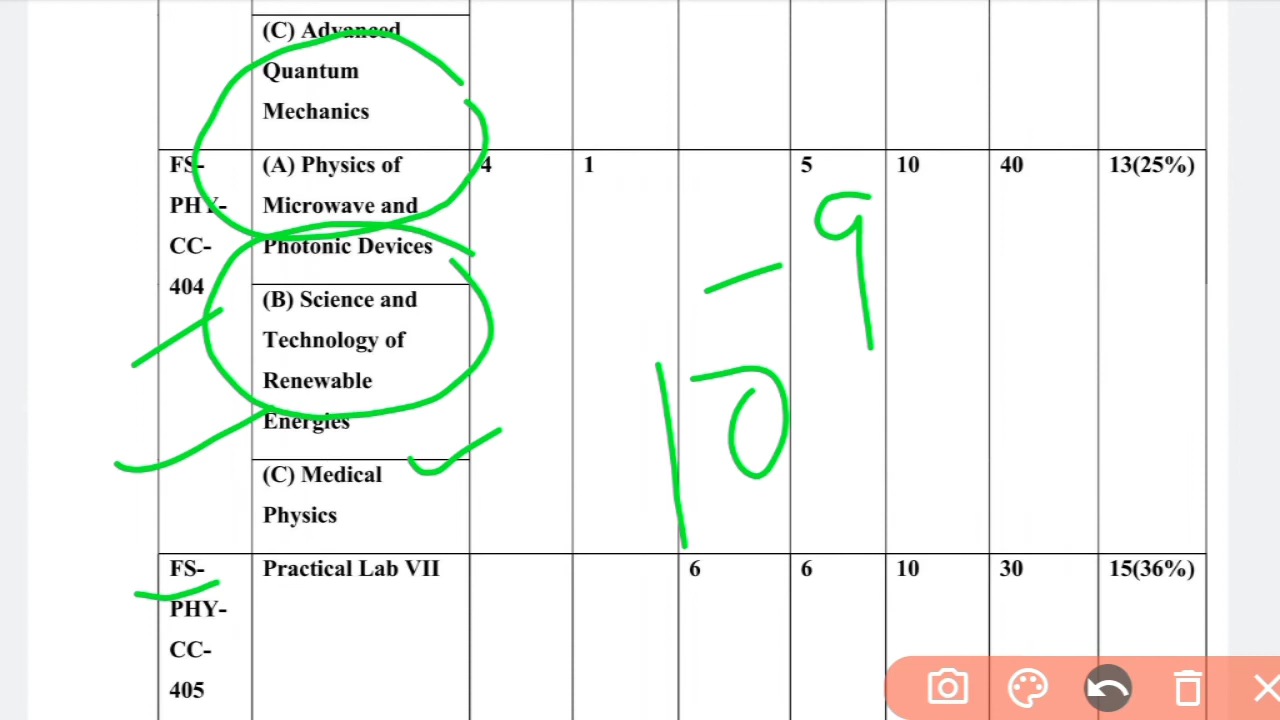 (C) Advanced
Quantum
Mechanics
FS- (A) Physics of 4 1 5 10 40 13(25%)
PHY- Microwave and
CC- Photonic Devices
404
(B) Science and
Technology of
Renewable
Energies
(C) Medical
Physics
- 9
10
FS- Practical Lab VII 6 6 10 30 15(36%)
PHY-
CC-
405